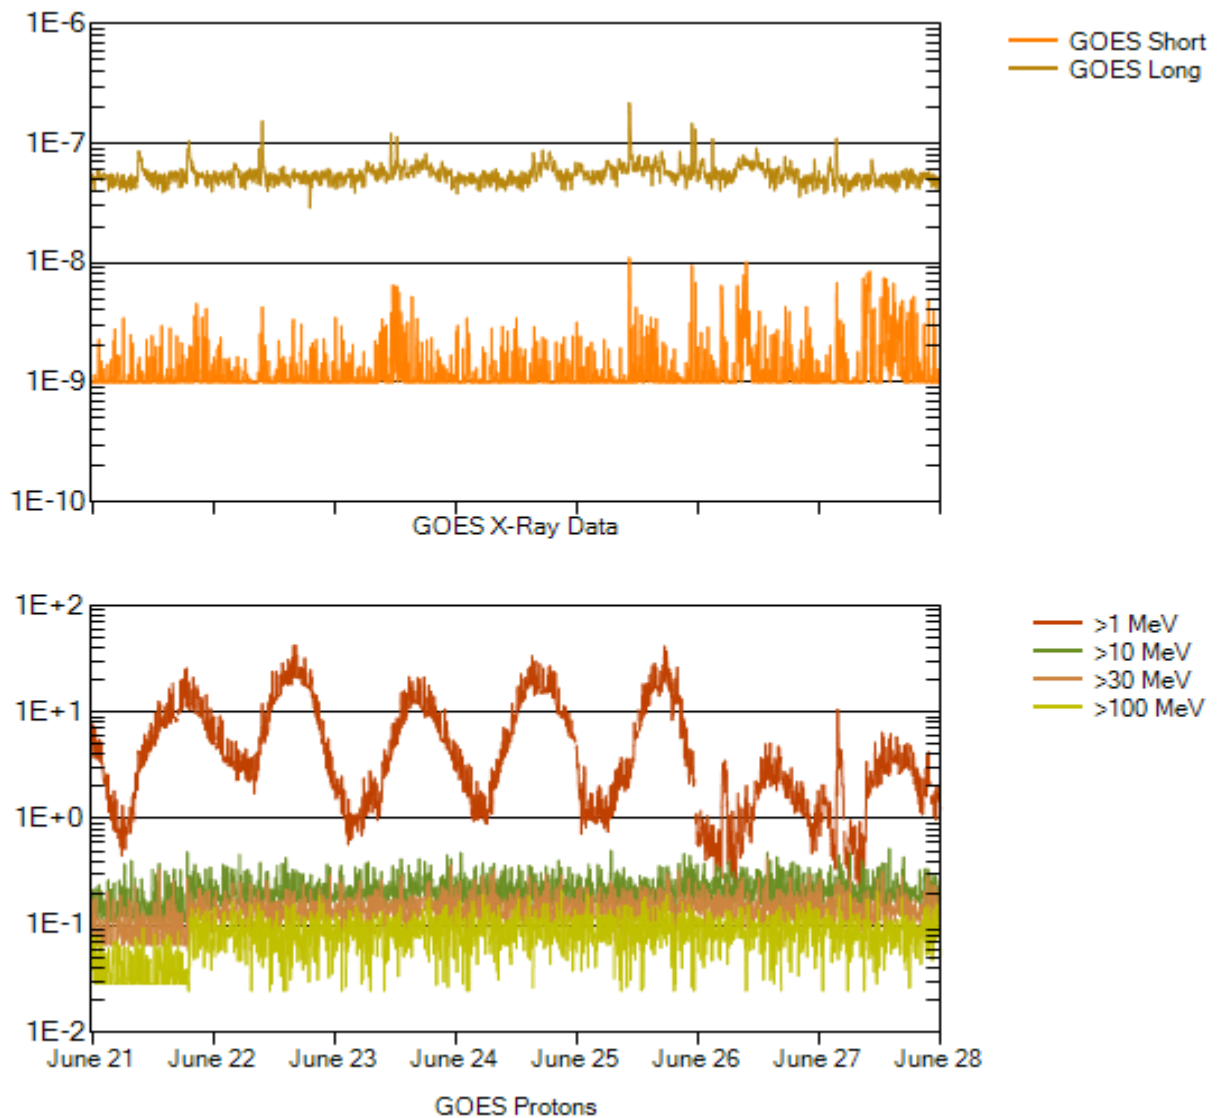 1E-6
1E-7
1E-8
1E-9
1E-10
GOES Short
GOES Long
GOES X-Ray Data
1E+2
1E+1
1E+0
1E-1
1E-2
>1 MeV
>10 MeV
>30 MeV
>100 MeV
June 21 June 22 June 23 June 24 June 25 June 26 June 27 June 28
GOES Protons